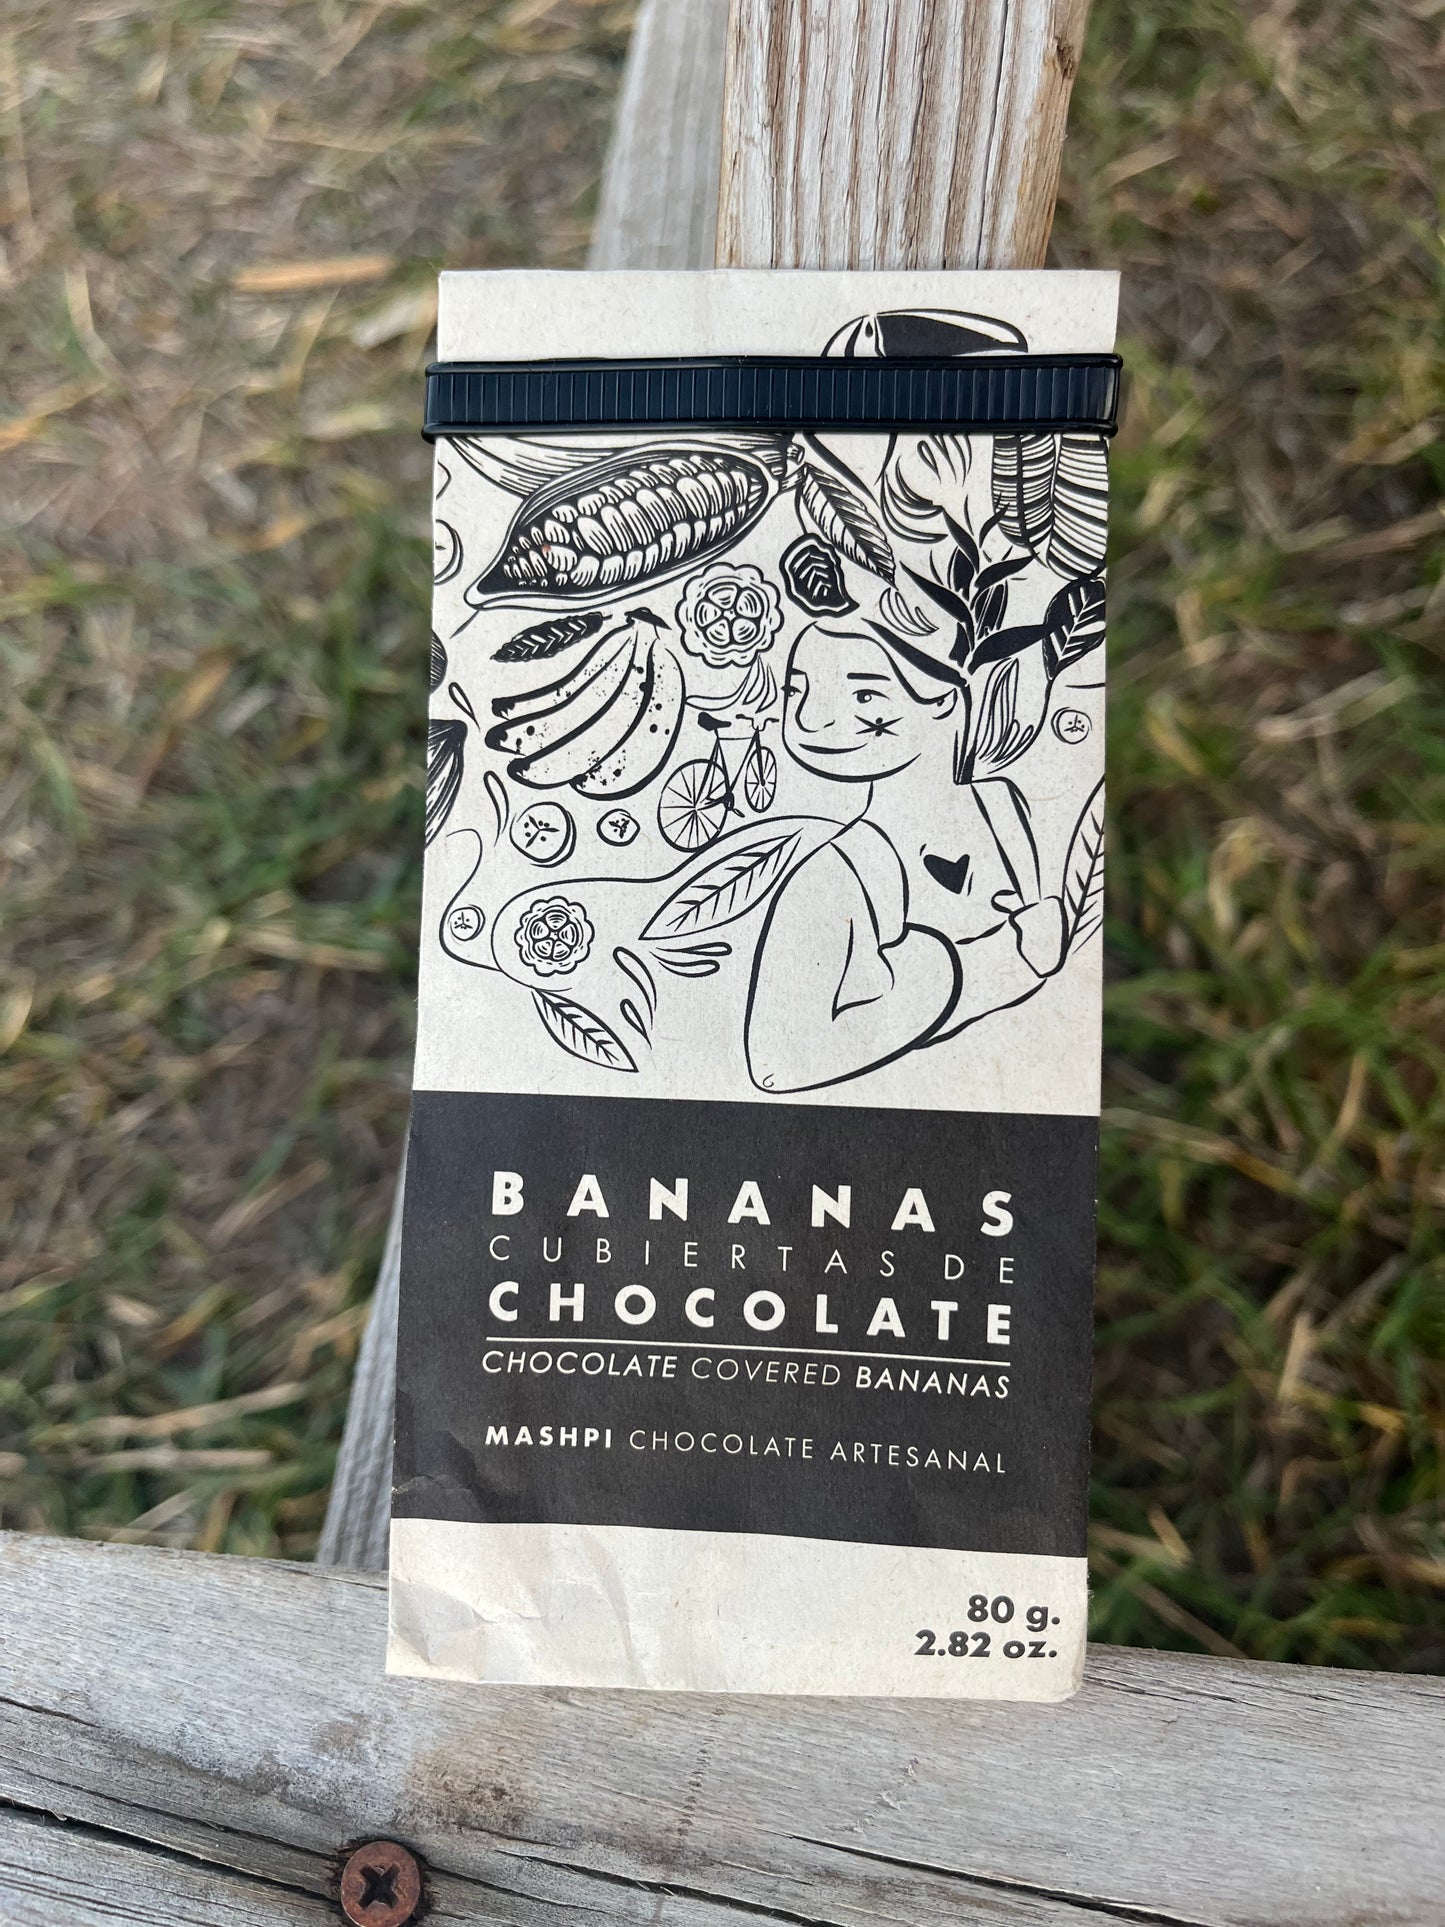 BANANAS
CUBIERTAS DE
CHOCOLATE
CHOCOLATE COVERED BANANAS
MASHPI CHOCOLATE ARTESANAL
80 g.
2.82 oz.